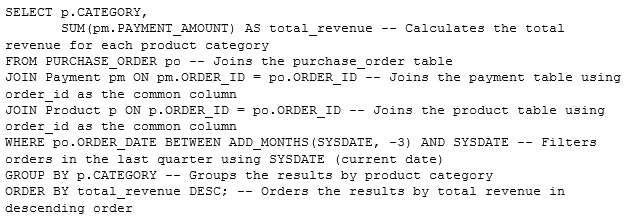 SELECT p.CATEGORY,
       SUM(pm.PAYMENT_AMOUNT) AS total_revenue -- Calculates the total
revenue for each product category
FROM PURCHASE_ORDER po -- Joins the purchase_order table
JOIN Payment pm ON pm.ORDER_ID = po.ORDER_ID -- Joins the payment table using
order_id as the common column
JOIN Product p ON p.ORDER_ID = po.ORDER_ID -- Joins the product table using
order_id as the common column
WHERE po.ORDER_DATE BETWEEN ADD_MONTHS(SYSDATE, -3) AND SYSDATE -- Filters
orders in the last quarter using SYSDATE (current date)
GROUP BY p.CATEGORY -- Groups the results by product category
ORDER BY total_revenue DESC; -- Orders the results by total revenue in
descending order